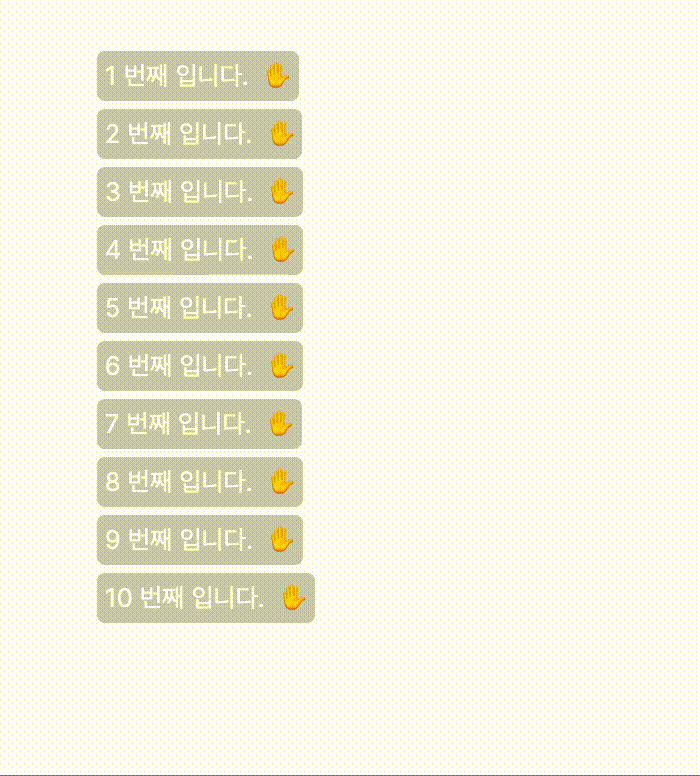 1 번째 입니다. ✋
2 번째 입니다. ✋
3 번째 입니다. ✋
4 번째 입니다. ✋
5 번째 입니다. ✋
6 번째 입니다. ✋
7 번째 입니다. ✋
8 번째 입니다. ✋
9 번째 입니다. ✋
10 번째 입니다. ✋